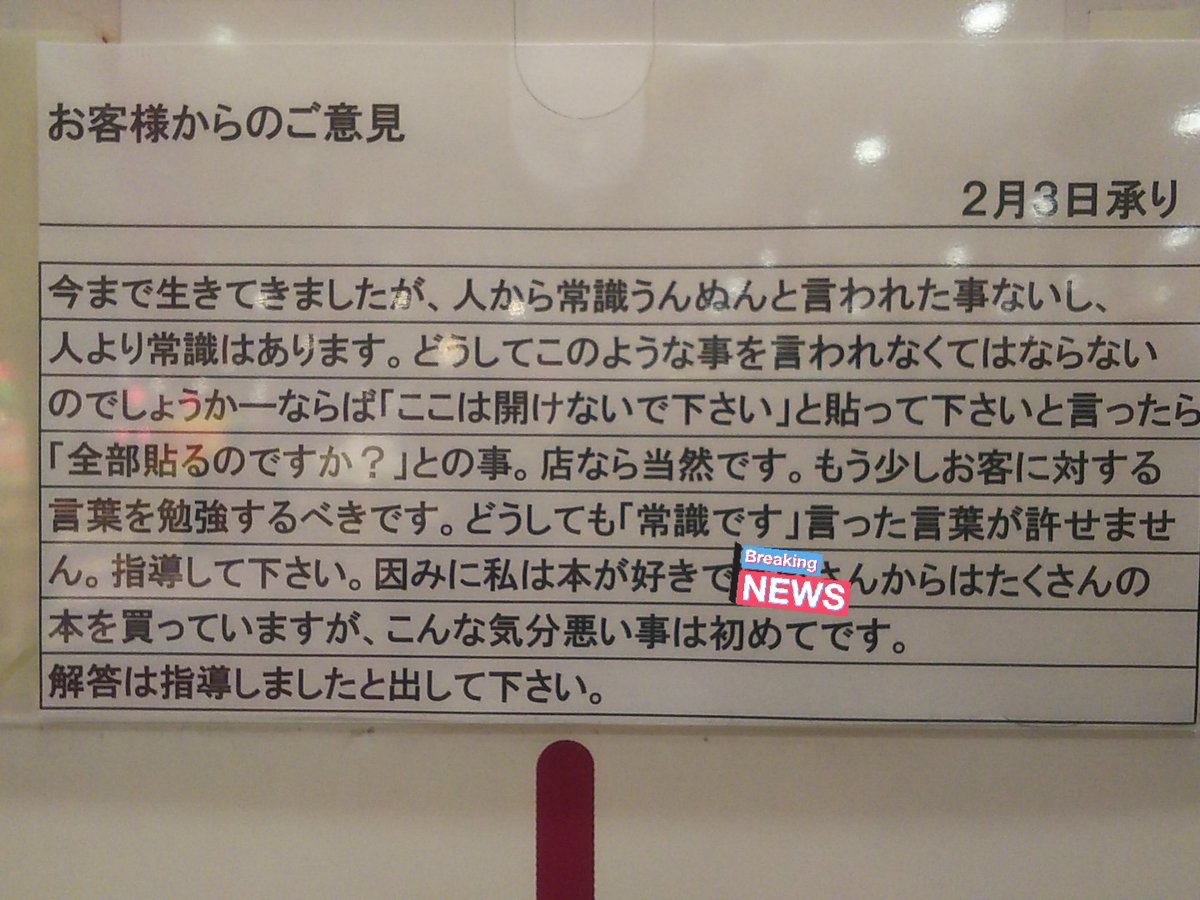 お客様からのご意見
2月3日承り
今まで生きてきましたが、人から常識うんぬんと言われた事ないし、
人より常識はあります。どうしてこのような事を言われなくてはならない
のでしょうか―ならば「ここは開けないで下さい」と貼って下さいと言ったら
「全部貼るのですか?」との事。店なら当然です。もう少しお客に対する
言葉を勉強するべきです。どうしても「常識です」言った言葉が許せませ
ん。指導して下さい。因みに私は本が好きで さんからはたくさんの
Breaking
NEWS
本を買っていますが、こんな気分悪い事は初めてです。
解答は指導しましたと出して下さい。